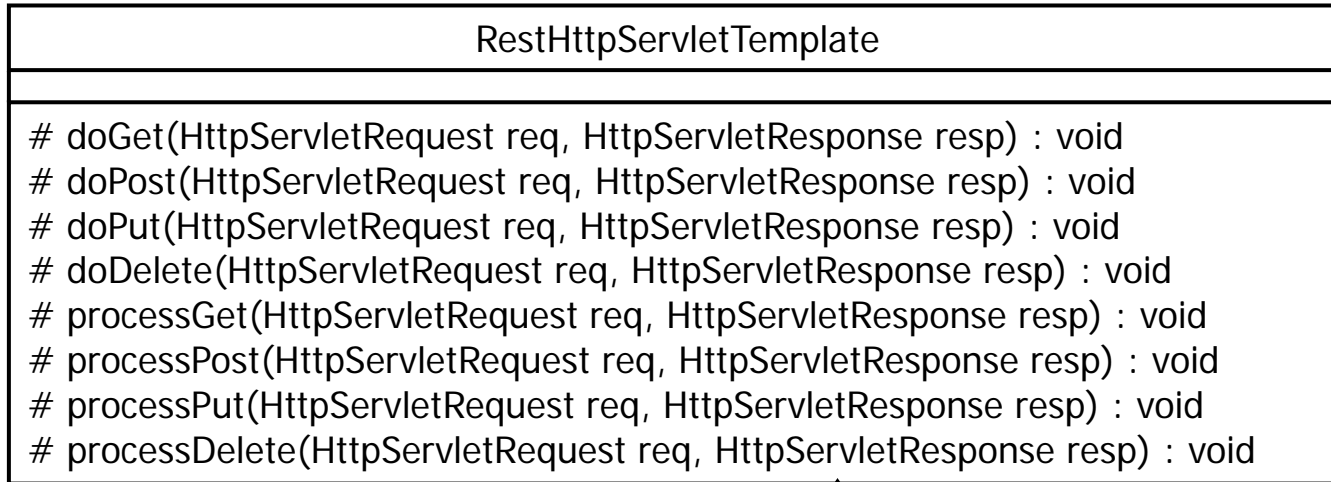 RestHttpServletTemplate
# doGet(HttpServletRequest req, HttpServletResponse resp) : void
# doPost(HttpServletRequest req, HttpServletResponse resp) : void
# doPut(HttpServletRequest req, HttpServletResponse resp) : void
# doDelete(HttpServletRequest req, HttpServletResponse resp) : void
# processGet(HttpServletRequest req, HttpServletResponse resp) : void
# processPost(HttpServletRequest req, HttpServletResponse resp) : void
# processPut(HttpServletRequest req, HttpServletResponse resp) : void
# processDelete(HttpServletRequest req, HttpServletResponse resp) : void